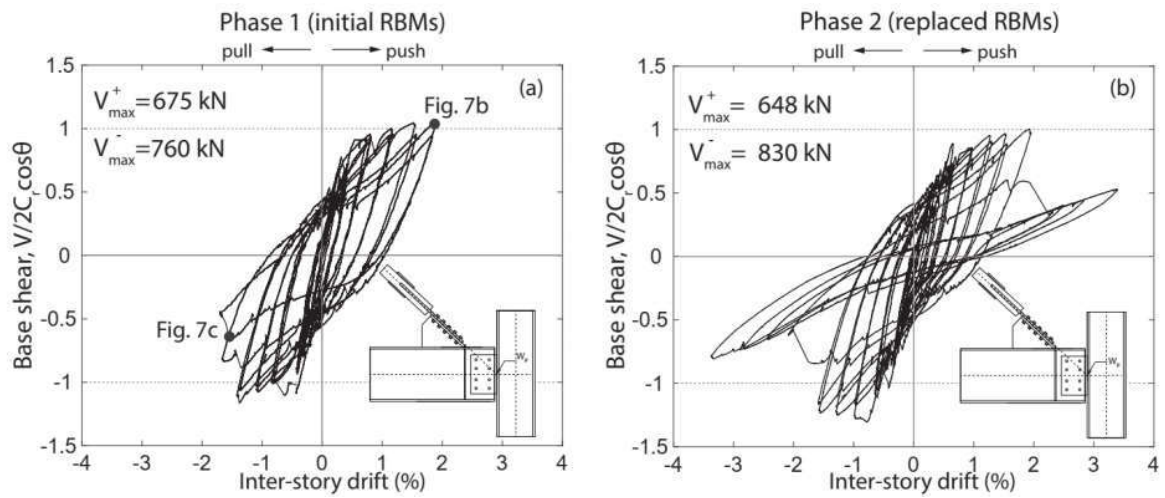 Phase 1 (initial RBMs)
pull push
(a)
V+max=675 kN
V-max=760 kN
Fig. 7b
Fig. 7c
Wp
1.5
1
0.5
0
-0.5
-1
-1.5
-4 -3 -2 -1 0 1 2 3 4
Base shear, V/2Crcosθ
Inter-story drift (%)
Phase 2 (replaced RBMs)
pull push
(b)
V+max= 648 kN
V-max= 830 kN
Wp
1.5
1
0.5
0
-0.5
-1
-1.5
-4 -3 -2 -1 0 1 2 3 4
Base shear, V/2Crcosθ
Inter-story drift (%)